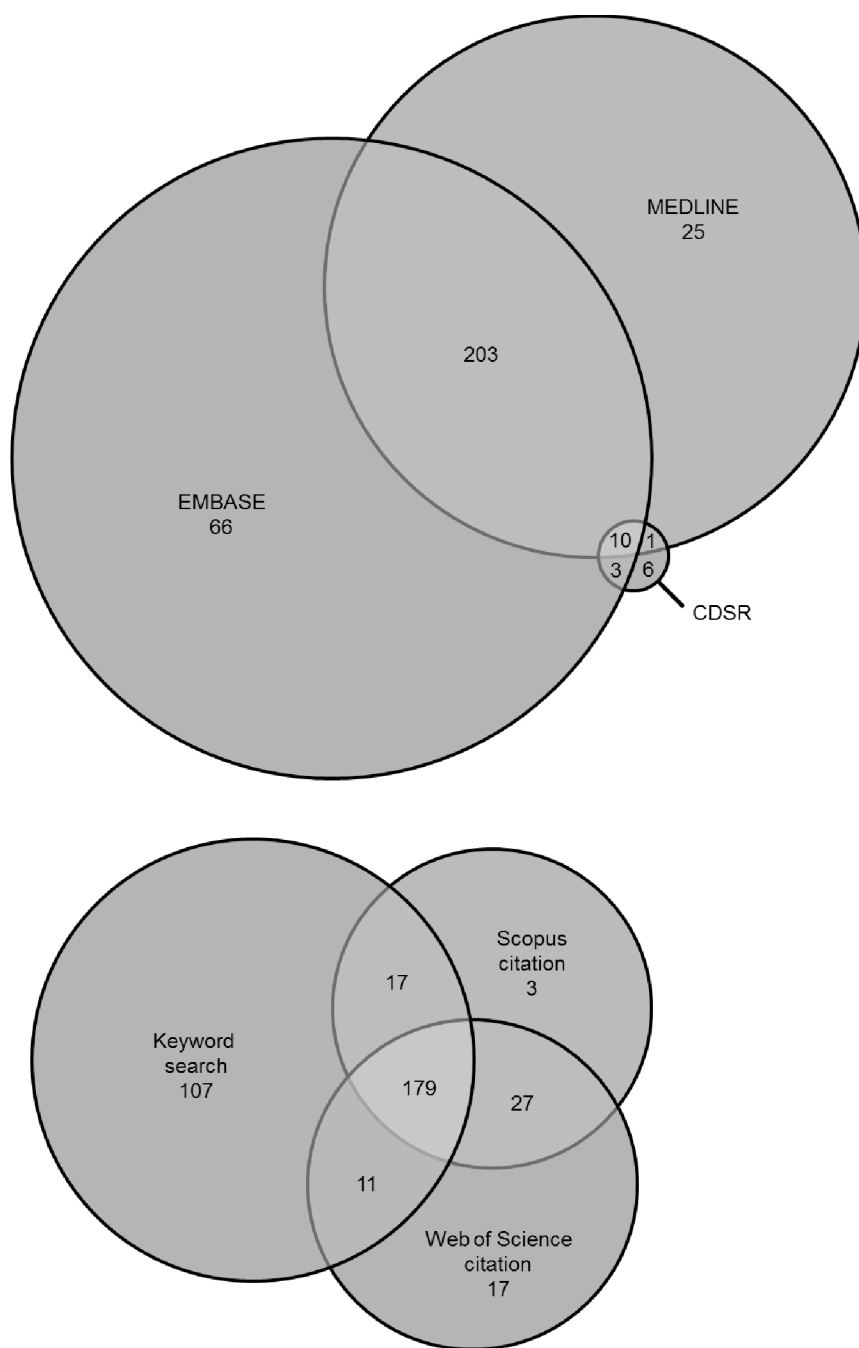 MEDLINE
25
203
EMBASE
66
10 1
3 6
CDSR
Scopus
citation
3
17
Keyword
search
107
179
27
11
Web of Science
citation
17